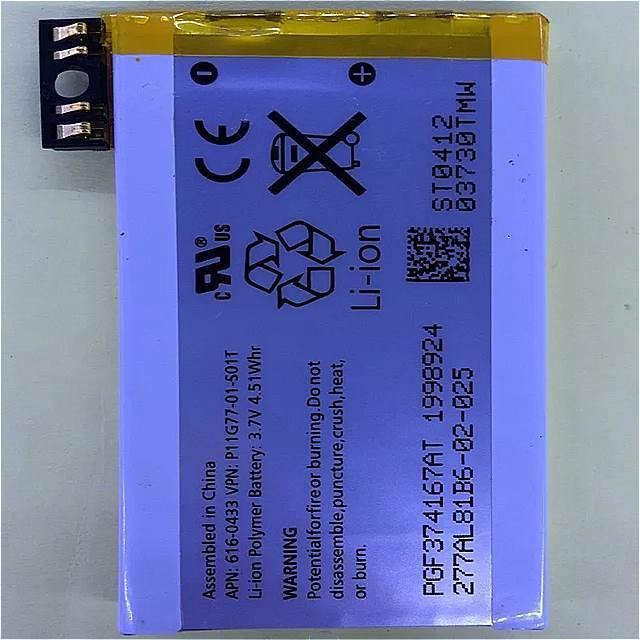 Assembled in China
APN: 616-0433 VPN: P11G77-01-S01T
Li-ion Polymer Battery: 3.7V 4.51Whr
WARNING
Potentialforfireor burning.Do not
disassemble,puncture,crush,heat,
or burn.
c RU® US
Li-ion
CE
PGF374167AT 1998924
277AL81B6-02-025
ST0412
03730TMW